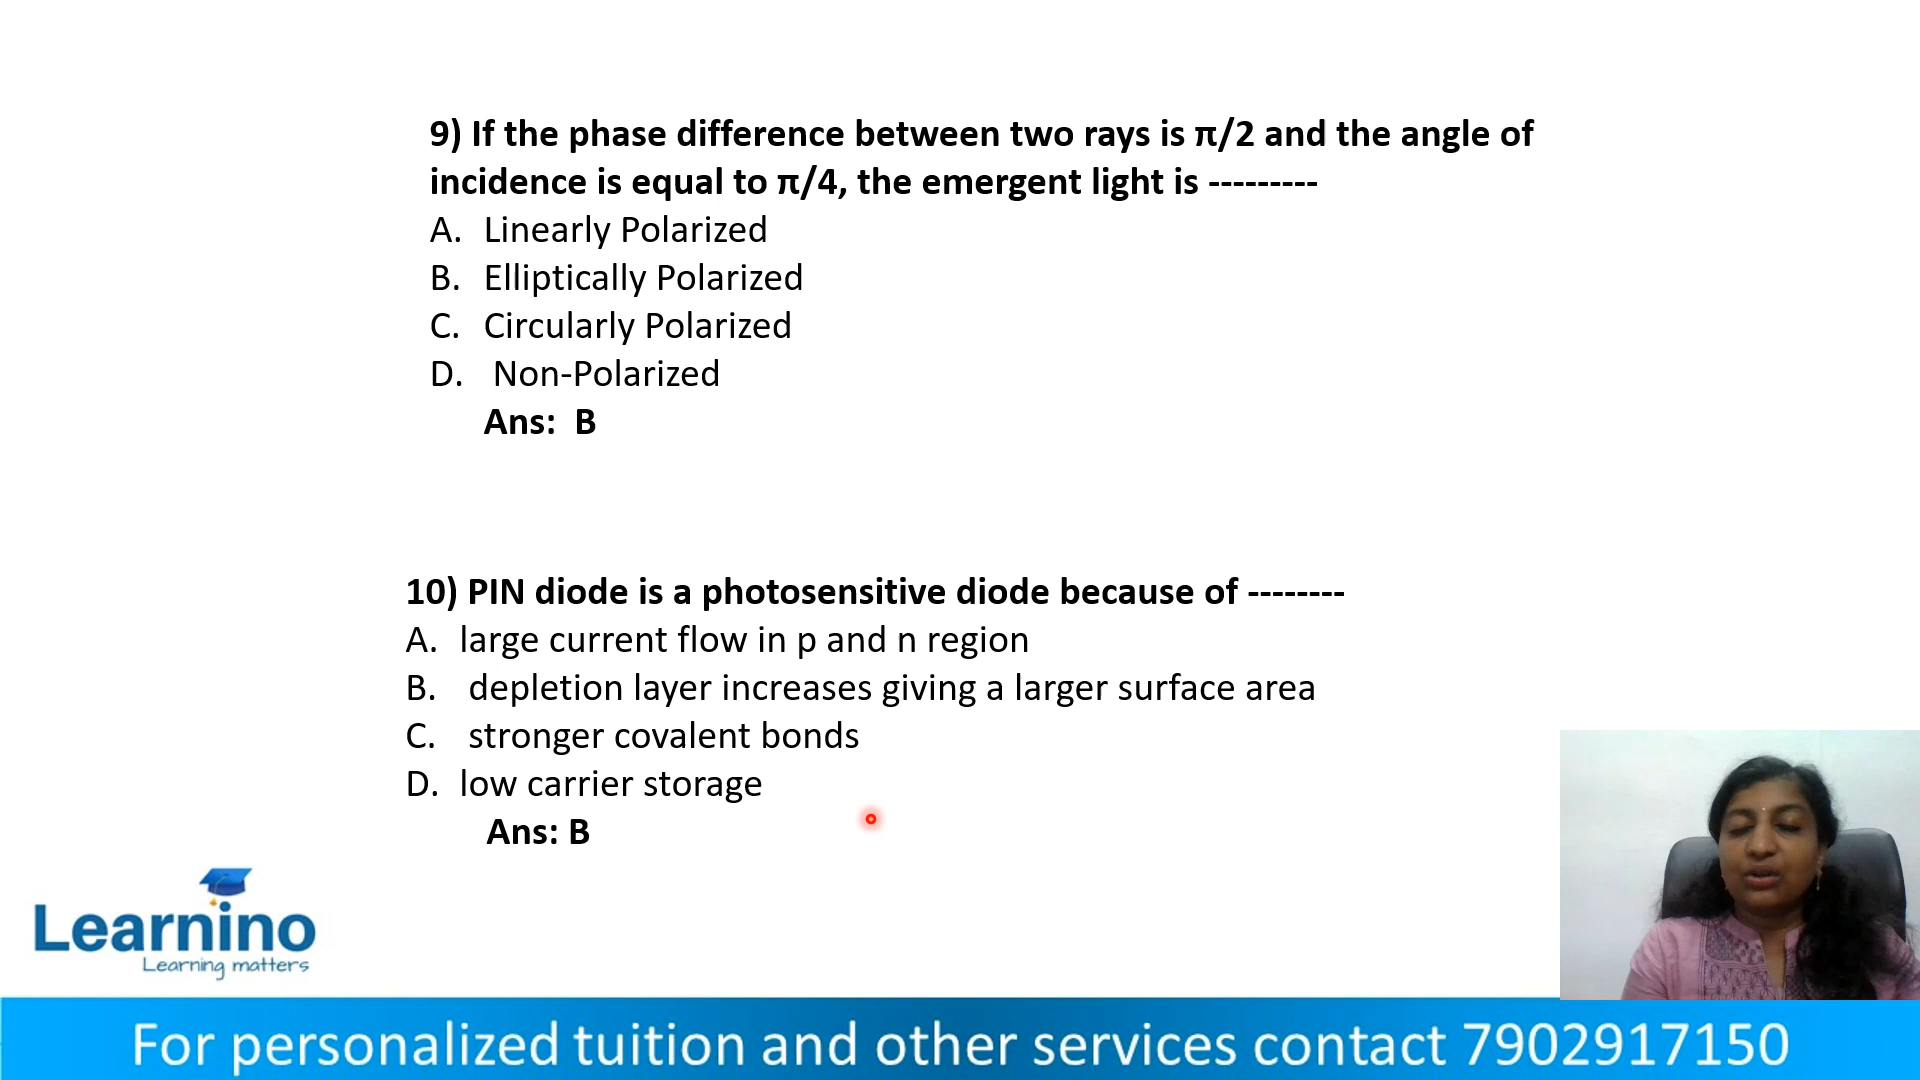 9) If the phase difference between two rays is π/2 and the angle of
incidence is equal to π/4, the emergent light is ---------
A. Linearly Polarized
B. Elliptically Polarized
C. Circularly Polarized
D. Non-Polarized
Ans: B
10) PIN diode is a photosensitive diode because of --------
A. large current flow in p and n region
B. depletion layer increases giving a larger surface area
C. stronger covalent bonds
D. low carrier storage
Ans: B
Learnino
Learning matters
For personalized tuition and other services contact 7902917150